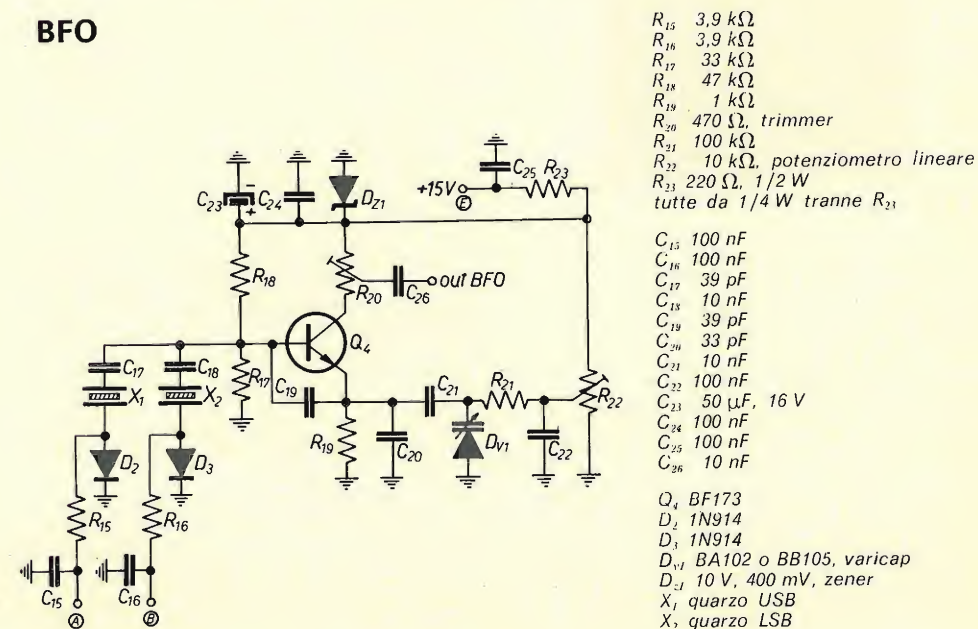 BFO
C23
−
+
C24
DZ1
+15V
E
C25
R23
R18
R20
C26
out BFO
Q4
C17
X1
C18
X2
R17
C19
C21
R21
R22
D2
D3
R19
C20
DV1
C22
R15
R16
C15
C16
A
B
R15 3,9 kΩ
R16 3,9 kΩ
R17 33 kΩ
R18 47 kΩ
R19 1 kΩ
R20 470 Ω, trimmer
R21 100 kΩ
R22 10 kΩ, potenziometro lineare
R23 220 Ω, 1/2 W
tutte da 1/4 W tranne R23
C15 100 nF
C16 100 nF
C17 39 pF
C18 10 nF
C19 39 pF
C20 33 pF
C21 10 nF
C22 100 nF
C23 50 μF, 16 V
C24 100 nF
C25 100 nF
C26 10 nF
Q4 BF173
D2 1N914
D3 1N914
Dv1 BA102 o BB105, varicap
Dz1 10 V, 400 mV, zener
X1 quarzo USB
X2 quarzo LSB